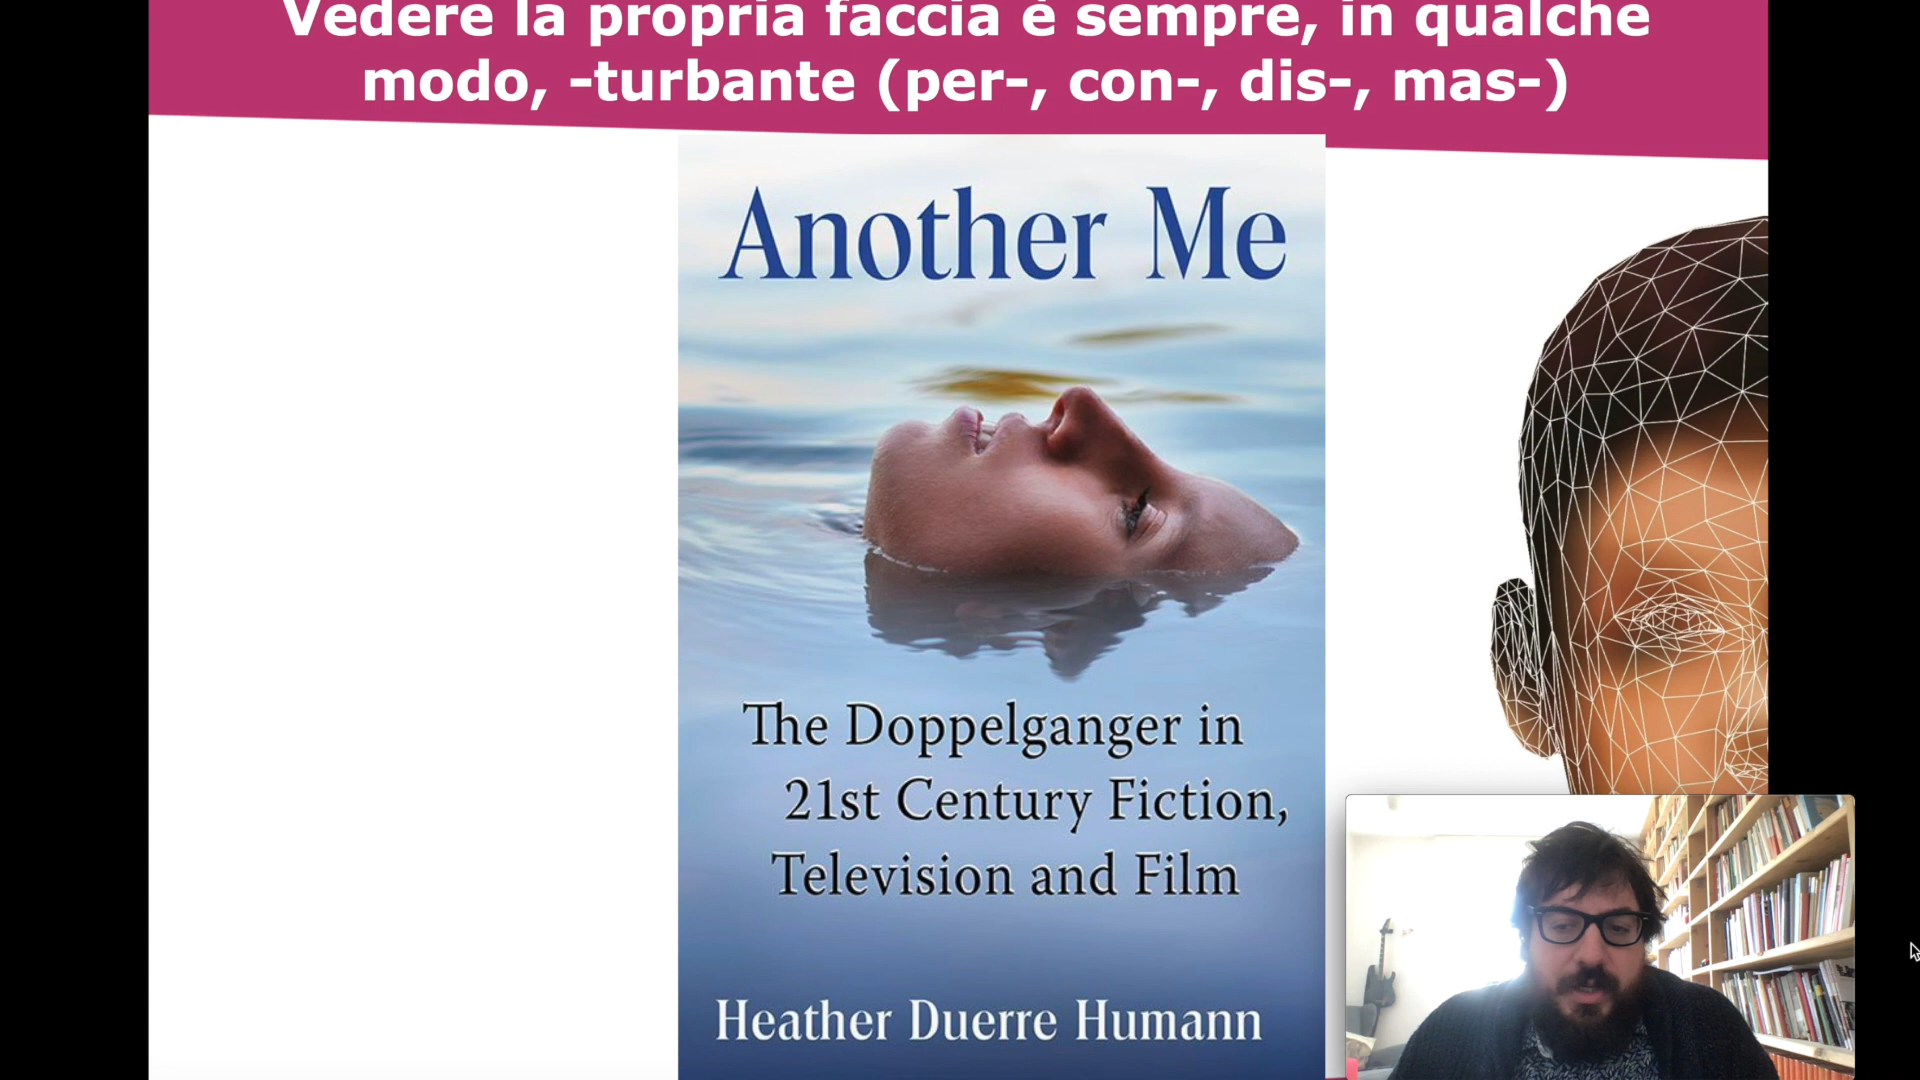 Vedere la propria faccia è sempre, in qualche
modo, -turbante (per-, con-, dis-, mas-)
Another Me
The Doppelganger in
21st Century Fiction,
Television and Film
Heather Duerre Humann